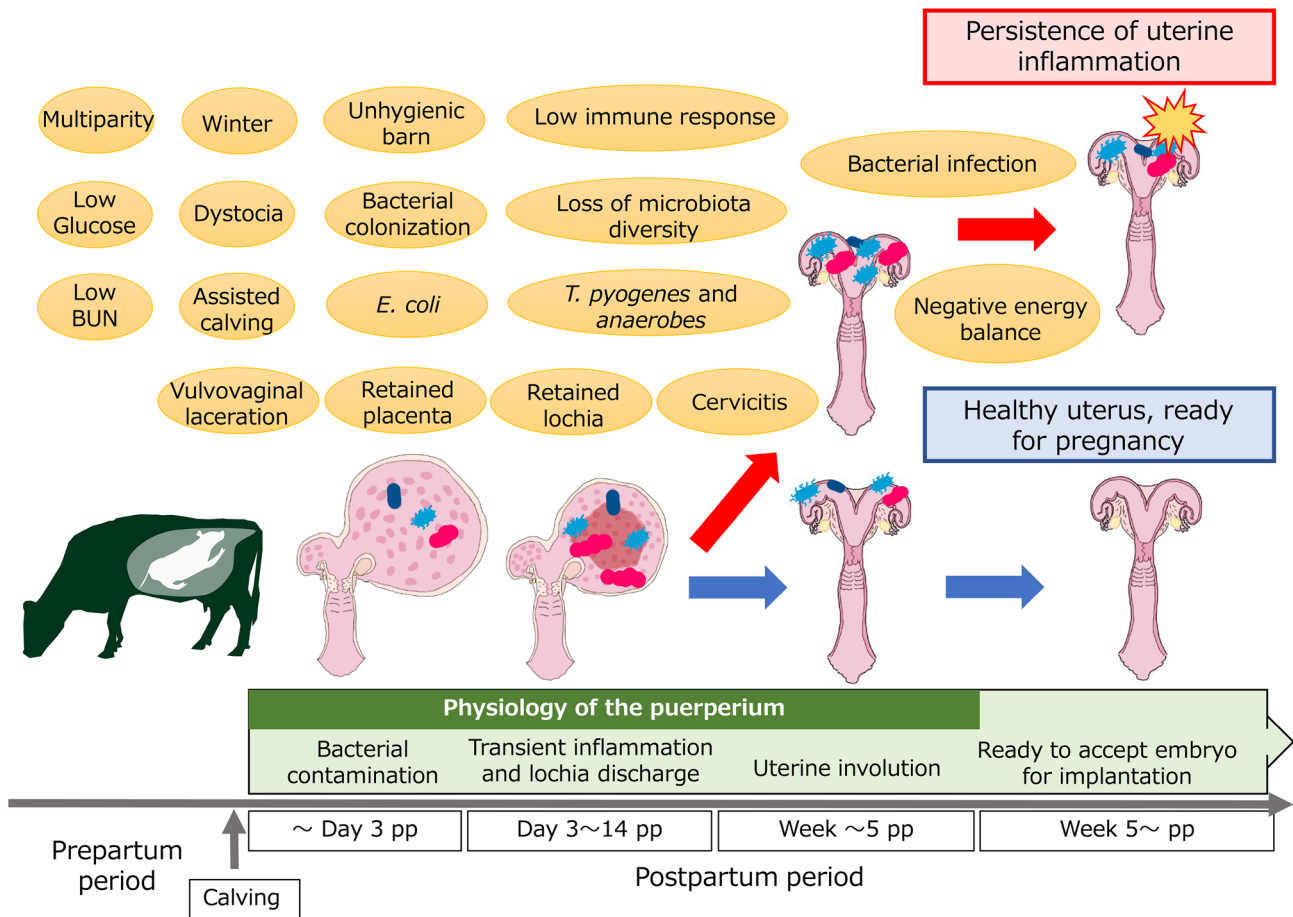 Persistence of uterine
inflammation
Multiparity
Winter
Unhygienic
barn
Low immune response
Bacterial infection
Low
Glucose
Dystocia
Bacterial
colonization
Loss of microbiota
diversity
Low
BUN
Assisted
calving
E. coli
T. pyogenes and
anaerobes
Negative energy
balance
Vulvovaginal
laceration
Retained
placenta
Retained
lochia
Cervicitis
Healthy uterus, ready
for pregnancy
Physiology of the puerperium
Bacterial
contamination
Transient inflammation
and lochia discharge
Uterine involution
Ready to accept embryo
for implantation
～ Day 3 pp
Day 3～14 pp
Week ～5 pp
Week 5～ pp
Prepartum
period
Calving
Postpartum period